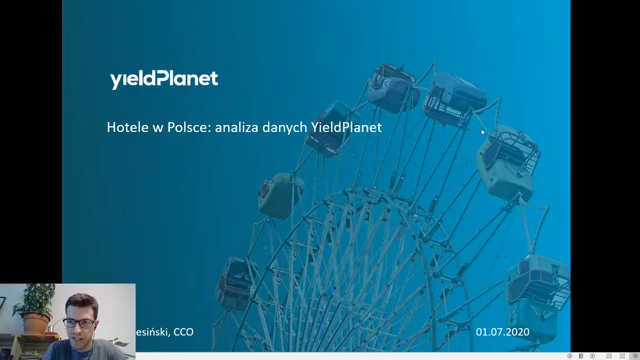 yieldPlanet
Hotele w Polsce: analiza danych YieldPlanet
esiński, CCO
01.07.2020